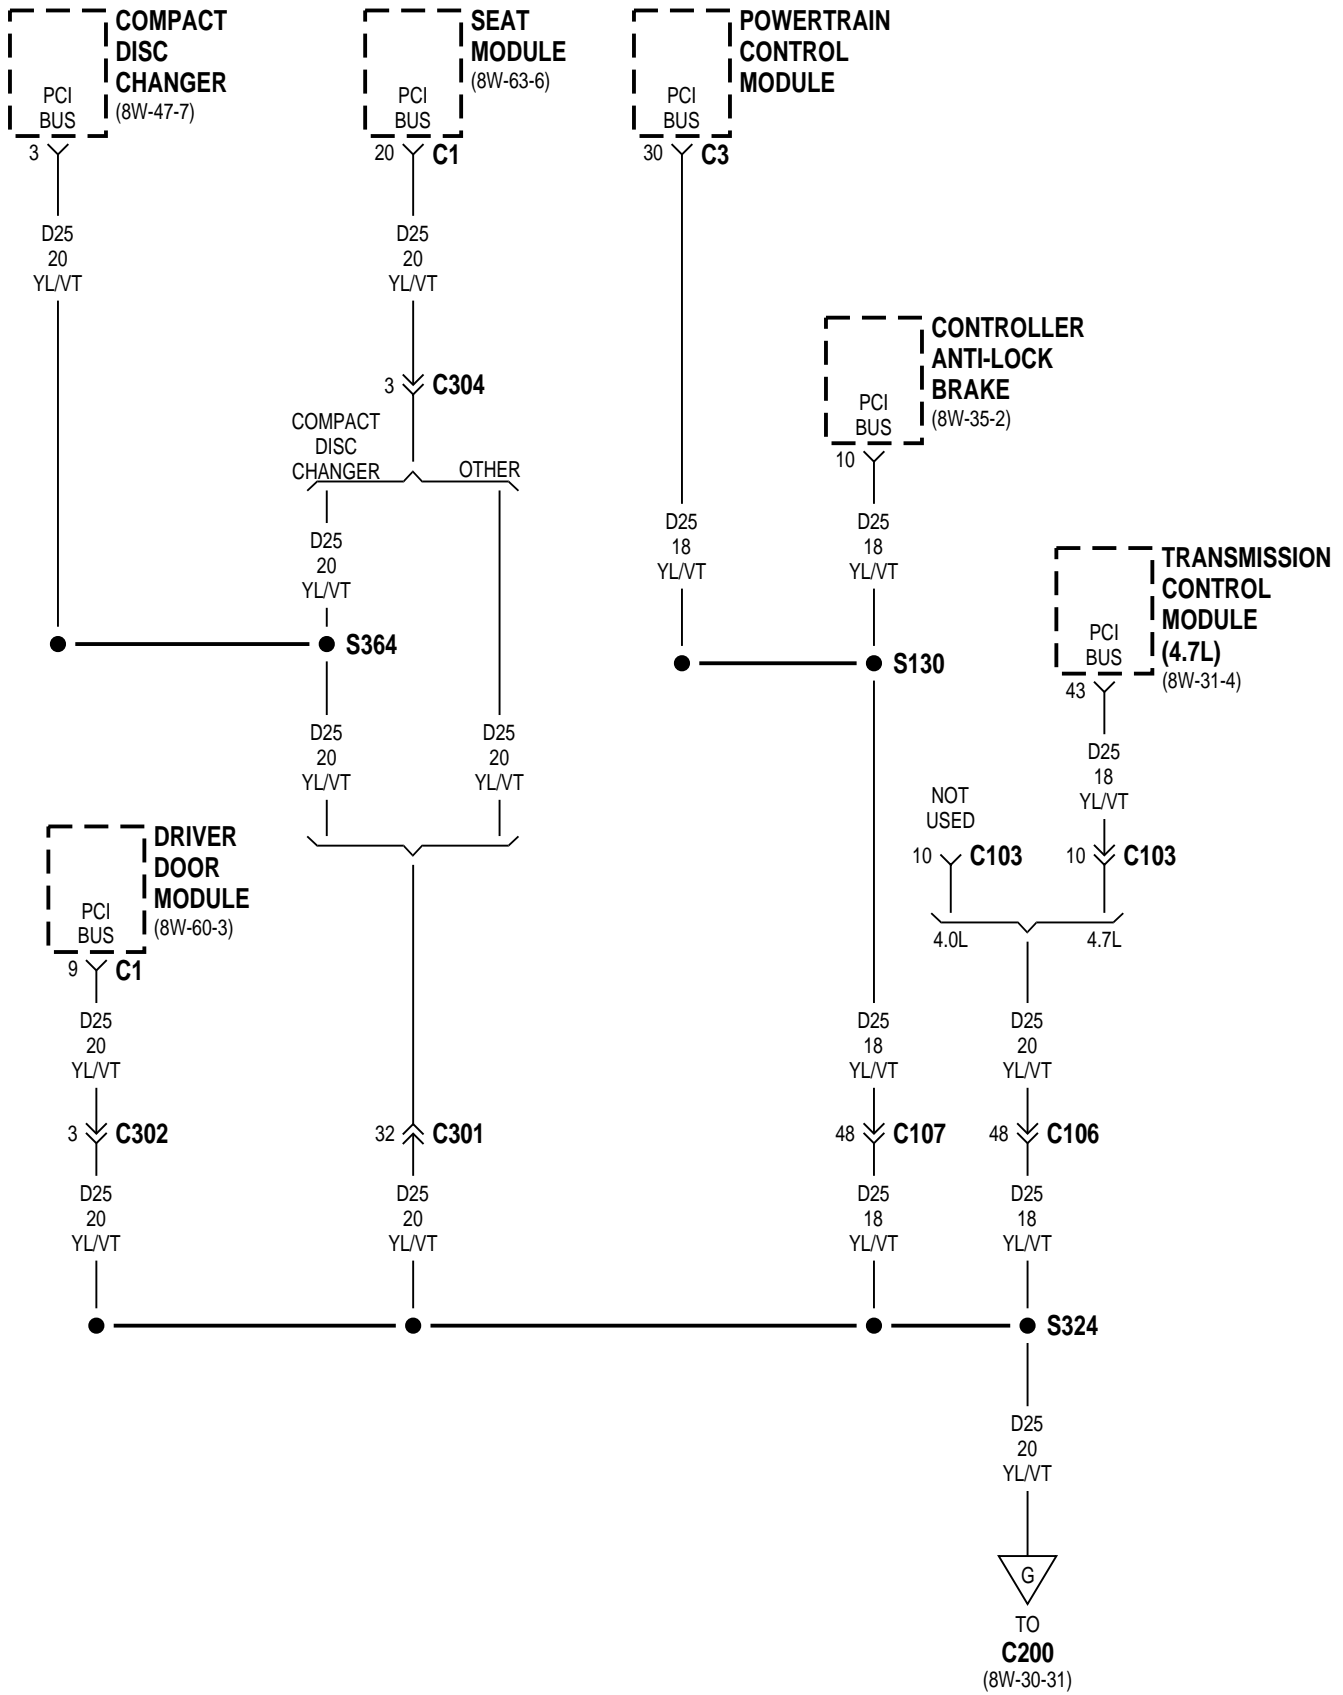 COMPACT
DISC
CHANGER
(8W-47-7)
PCI
BUS
3
SEAT
MODULE
(8W-63-6)
PCI
BUS
20
C1
POWERTRAIN
CONTROL
MODULE
PCI
BUS
30
C3
D25
20
YL/VT
D25
20
YL/VT
CONTROLLER
ANTI-LOCK
BRAKE
(8W-35-2)
PCI
BUS
10
3
C304
COMPACT
DISC
CHANGER
OTHER
D25
20
YL/VT
D25
18
YL/VT
D25
18
YL/VT
TRANSMISSION
CONTROL
MODULE
(4.7L)
(8W-31-4)
PCI
BUS
43
S364
S130
D25
20
YL/VT
D25
20
YL/VT
D25
18
YL/VT
NOT
USED
10
C103
10
C103
4.0L
4.7L
DRIVER
DOOR
MODULE
(8W-60-3)
PCI
BUS
9
C1
D25
20
YL/VT
D25
18
YL/VT
D25
20
YL/VT
3
C302
32
C301
48
C107
48
C106
D25
20
YL/VT
D25
20
YL/VT
D25
18
YL/VT
D25
18
YL/VT
S324
D25
20
YL/VT
G
TO
C200
(8W-30-31)